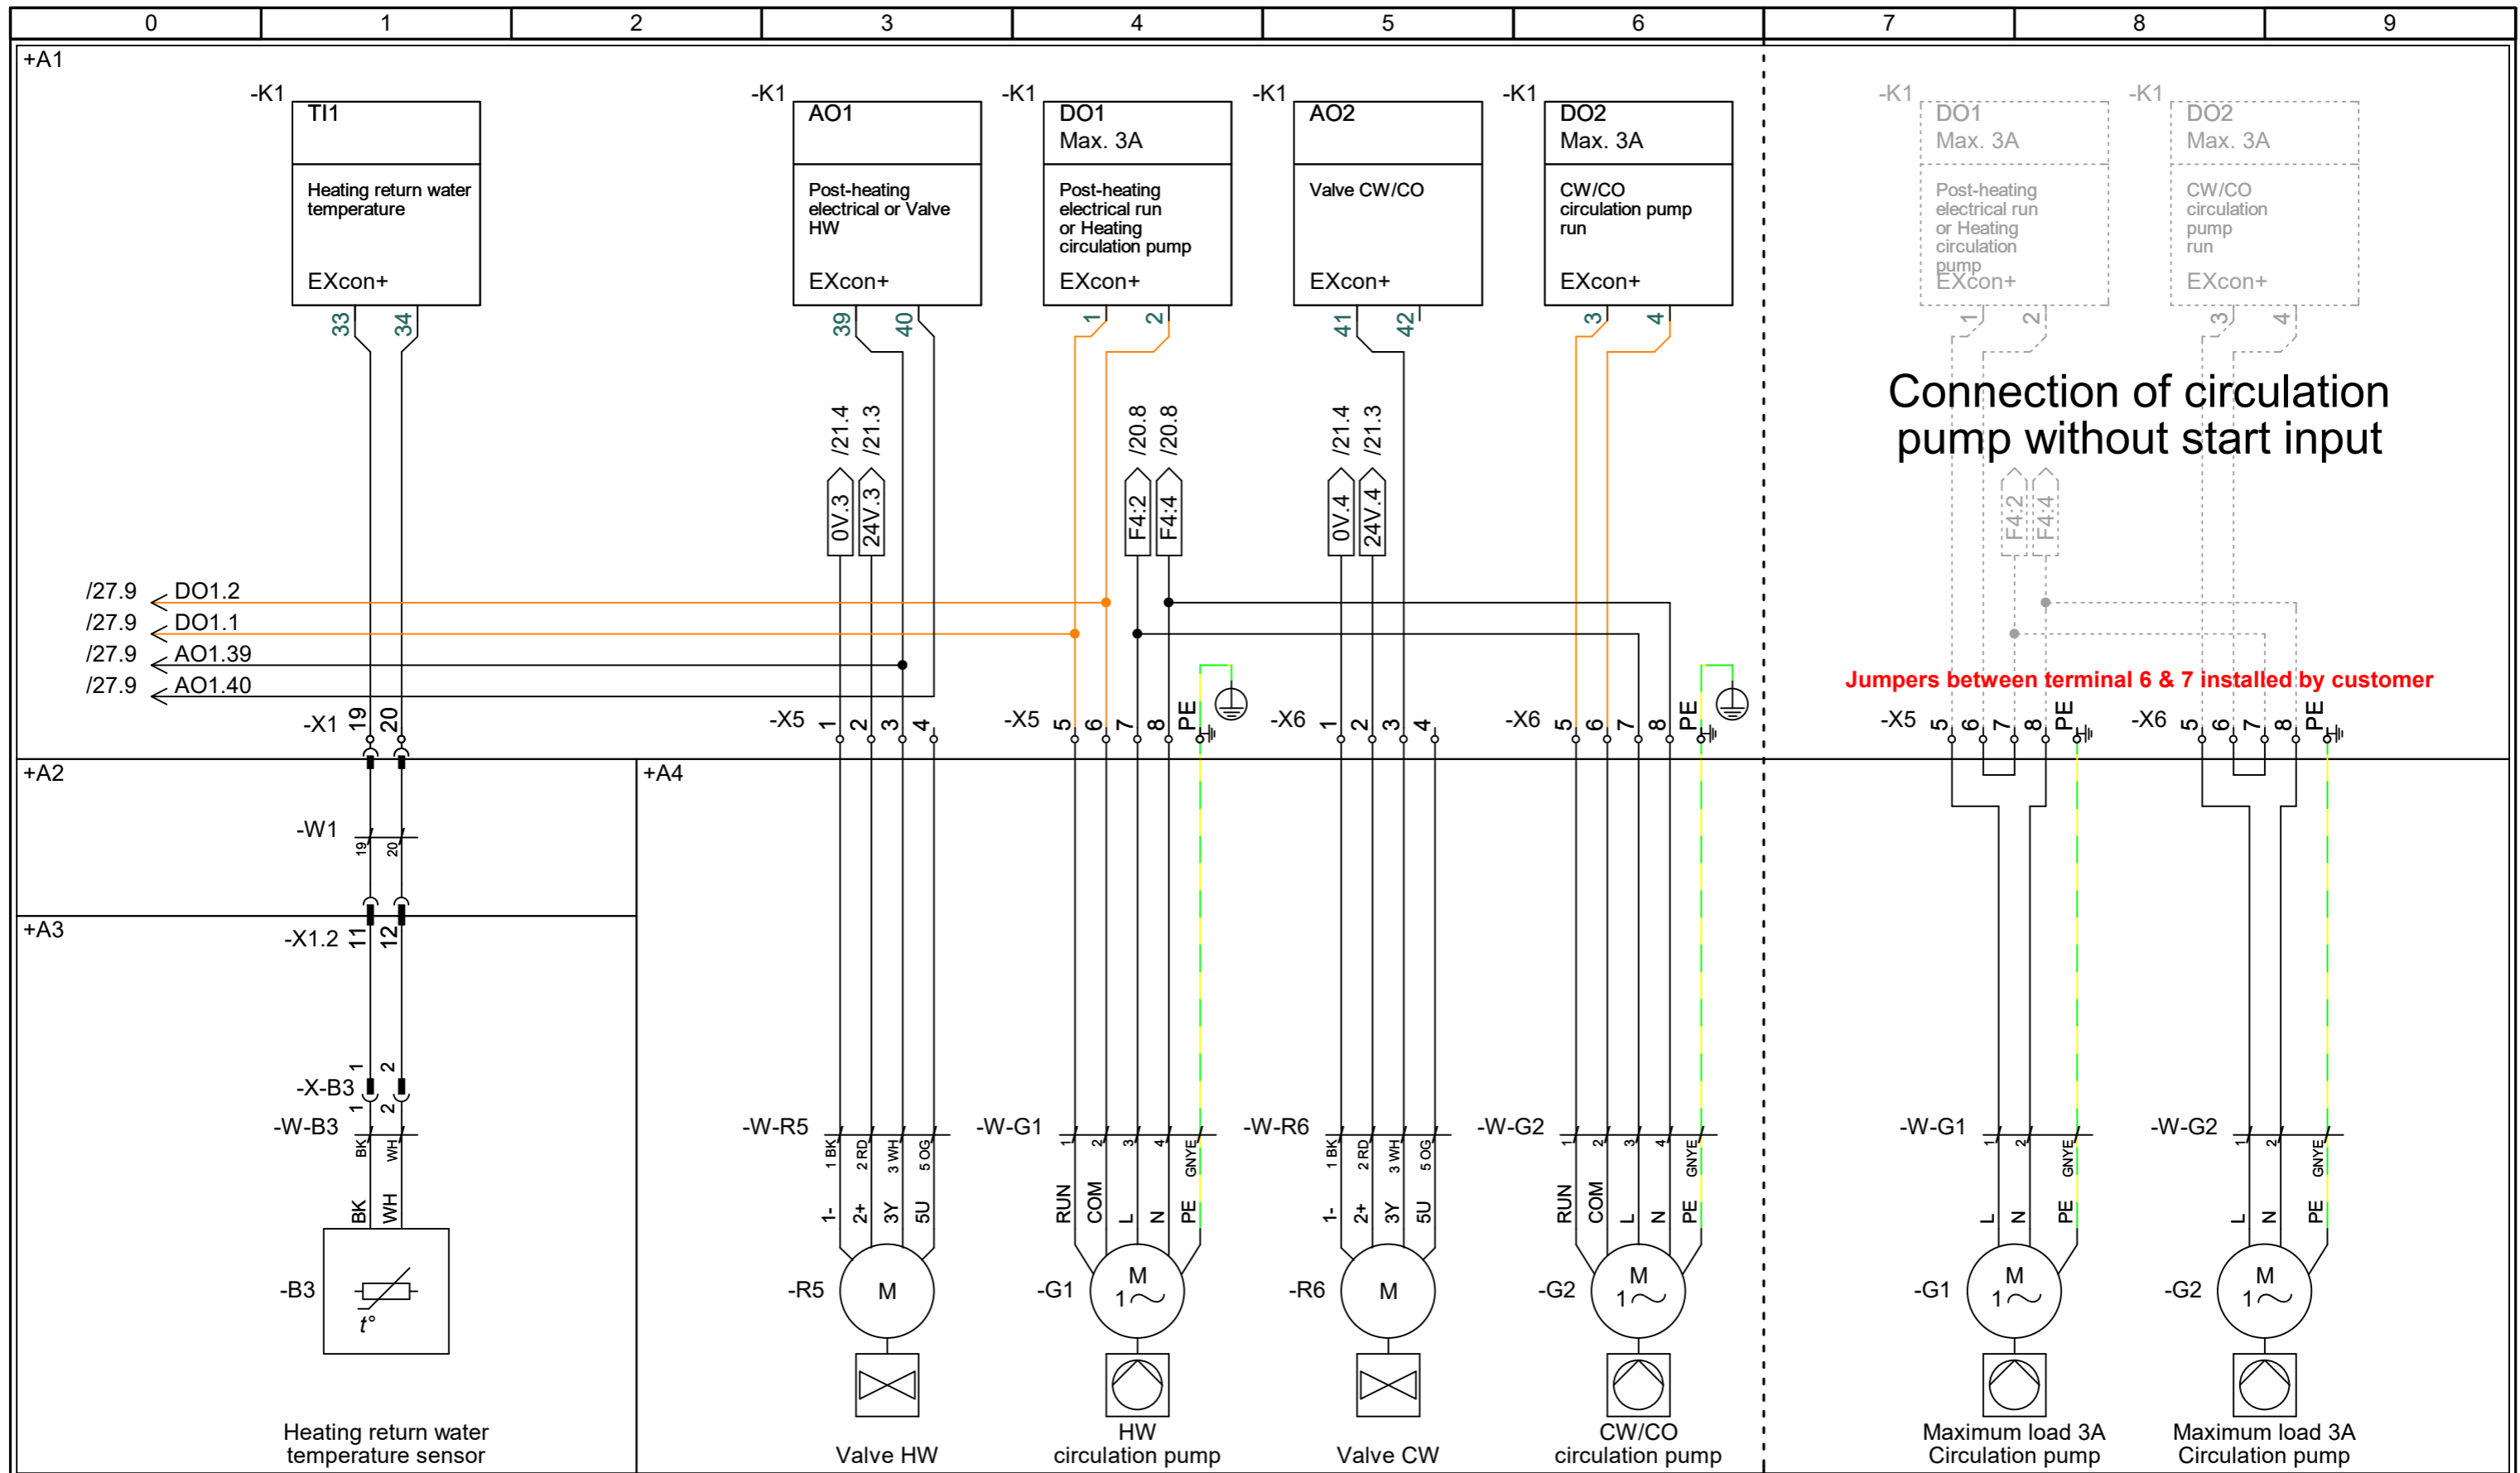 0 1 2 3 4 5 6 7 8 9
+A1
-K1 -K1 -K1 -K1 -K1 -K1 -K1
TI1 AO1 DO1 AO2 DO2 DO1 DO2
Max. 3A Max. 3A Max. 3A Max. 3A
Heating return water
temperature
Post-heating
electrical or Valve
HW
Post-heating
electrical run
or Heating
circulation pump
Valve CW/CO
CW/CO
circulation pump
run
Post-heating
electrical run
or Heating
circulation
pump
CW/CO
circulation
pump
run
EXcon+ EXcon+ EXcon+ EXcon+ EXcon+ EXcon+ EXcon+
33 34 39 40 1 2 41 42 3 4 1 2 3 4
Connection of circulation
pump without start input
/21.4 /21.3 /20.8 /20.8 /21.4 /21.3
0V.3 24V.3 F4:2 F4:4 0V.4 24V.4 F4:2 F4:4
/27.9 DO1.2
/27.9 DO1.1
/27.9 AO1.39
/27.9 AO1.40
Jumpers between terminal 6 & 7 installed by customer
-X1 19 20 -X5 1 2 3 4 -X5 5 6 7 8 PE -X6 1 2 3 4 -X6 5 6 7 8 PE -X5 5 6 7 8 PE -X6 5 6 7 8 PE
+A2 +A4
-W1 19 20
+A3 -X1.2 11 12
1 2
-X-B3
1 2
-W-B3 BK WH -W-R5 1 BK 2 RD 3 WH 5 OG -W-G1 1 2 3 4 GNYE -W-R6 1 BK 2 RD 3 WH 5 OG -W-G2 1 2 3 4 GNYE -W-G1 1 2 GNYE -W-G2 1 2 GNYE
BK WH 1- 2+ 3Y 5U RUN COM L N PE 1- 2+ 3Y 5U RUN COM L N PE L N PE L N PE
-B3 t° -R5 M -G1 M 1 -R6 M -G2 M 1 -G1 M 1 -G2 M 1
Heating return water
temperature sensor
Valve HW
HW
circulation pump
Valve CW
CW/CO
circulation pump
Maximum load 3A
Circulation pump
Maximum load 3A
Circulation pump